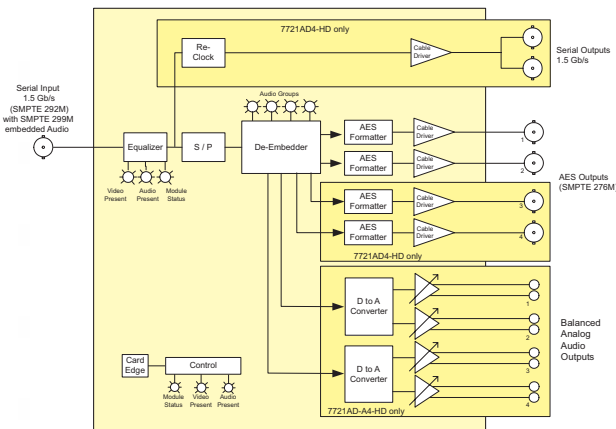 7721AD4-HD only
Re-
Clock
Cable
Driver
Serial Outputs
1.5 Gb/s
Serial Input
1.5 Gb/s
(SMPTE 292M)
with SMPTE 299M
embedded Audio
Audio Groups
Equalizer
S / P
De-Embedder
AES
Formatter
Cable
Driver
1
AES
Formatter
Cable
Driver
2
Video
Present
Audio
Present
Module
Status
AES Outputs
(SMPTE 276M)
AES
Formatter
Cable
Driver
3
AES
Formatter
Cable
Driver
4
7721AD4-HD only
D to A
Converter
1
2
D to A
Converter
3
4
Balanced
Analog
Audio
Outputs
Card
Edge
Control
Module
Status
Video
Present
Audio
Present
7721AD-A4-HD only